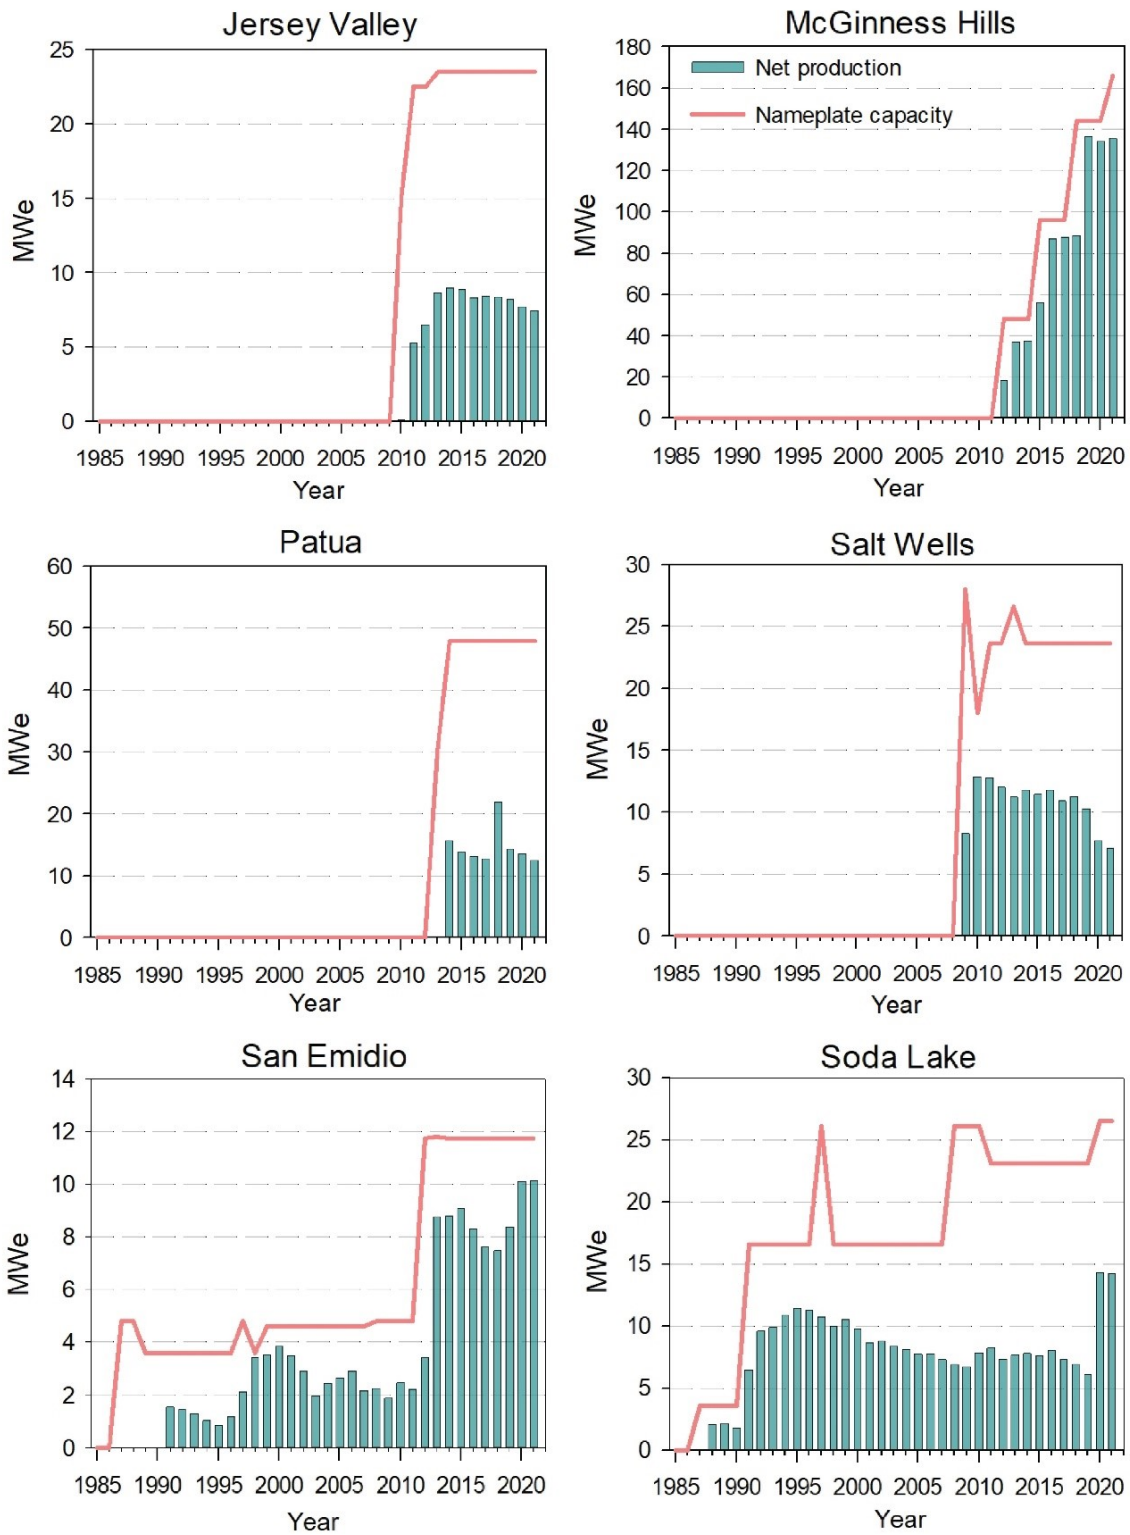 Jersey Valley
25
20
15
10
5
0
MWe
1985 1990 1995 2000 2005 2010 2015 2020
Year
McGinness Hills
180
160
140
120
100
80
60
40
20
0
MWe
Net production
Nameplate capacity
1985 1990 1995 2000 2005 2010 2015 2020
Year
Patua
60
50
40
30
20
10
0
MWe
1985 1990 1995 2000 2005 2010 2015 2020
Year
Salt Wells
30
25
20
15
10
5
0
MWe
1985 1990 1995 2000 2005 2010 2015 2020
Year
San Emidio
14
12
10
8
6
4
2
0
MWe
1985 1990 1995 2000 2005 2010 2015 2020
Year
Soda Lake
30
25
20
15
10
5
0
MWe
1985 1990 1995 2000 2005 2010 2015 2020
Year